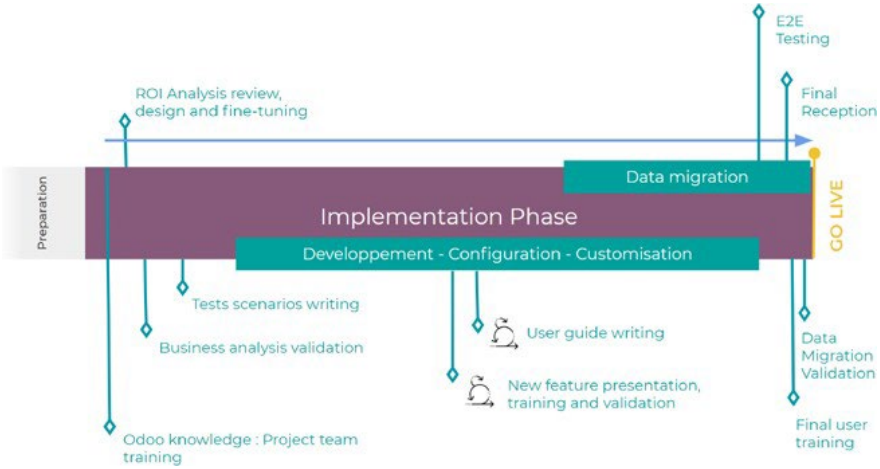 E2E
Testing
ROI Analysis review,
design and fine-tuning
Final
Reception
Preparation
Data migration
Implementation Phase
GO LIVE
Developpement - Configuration - Customisation
Tests scenarios writing
User guide writing
Business analysis validation
Data
Migration
Validation
New feature presentation,
training and validation
Final user
training
Odoo knowledge : Project team
training